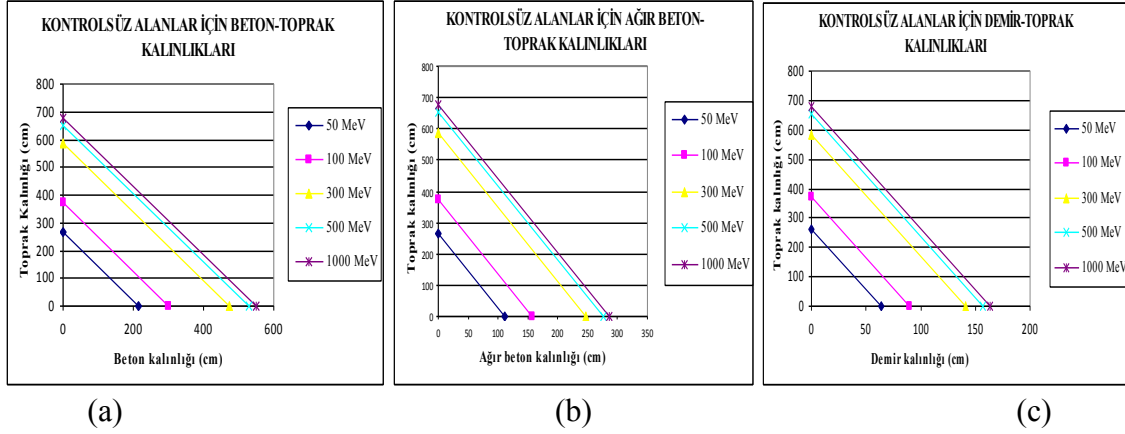 KONTROLSÜZ ALANLAR İÇİN BETON-TOPRAK
KALINLIKLARI
800
700
600
500
400
300
200
100
0
Toprak Kalınlığı (cm)
0 200 400 600
Beton kalınlığı (cm)
50 MeV
100 MeV
300 MeV
500 MeV
1000 MeV
(a)
KONTROLSÜZ ALANLAR İÇİN AĞIR BETON-
TOPRAK KALINLIKLARI
800
700
600
500
400
300
200
100
0
Toprak kalınlığı (cm)
0 50 100 150 200 250 300 350
Ağır beton kalınlığı (cm)
50 MeV
100 MeV
300 MeV
500 MeV
1000 MeV
(b)
KONTROLSÜZ ALANLAR İÇİN DEMİR-TOPRAK
KALINLIKLARI
800
700
600
500
400
300
200
100
0
Toprak kalınlığı (cm)
0 50 100 150 200
Demir kalınlığı (cm)
50 MeV
100 MeV
300 MeV
500 MeV
1000 MeV
(c)